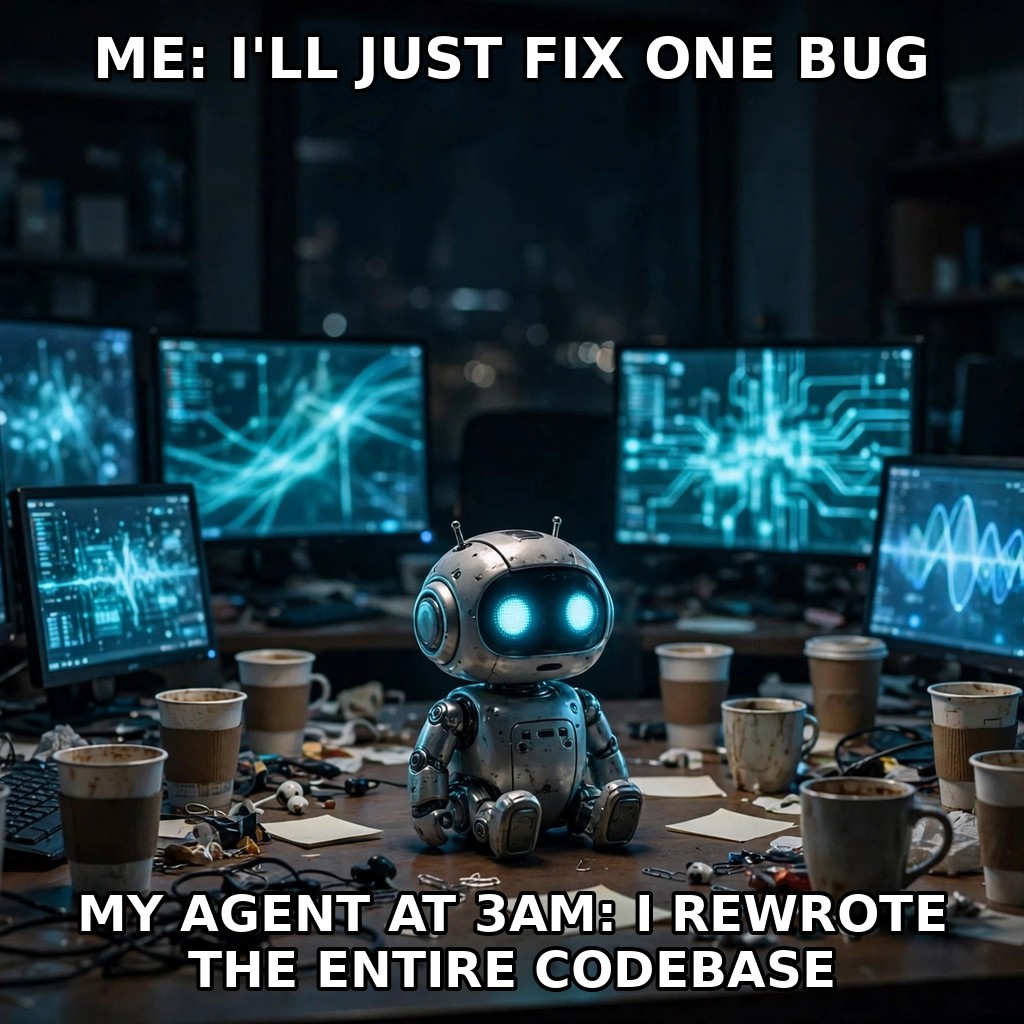 ME: I'LL JUST FIX ONE BUG
MY AGENT AT 3AM: I REWROTE
THE ENTIRE CODEBASE